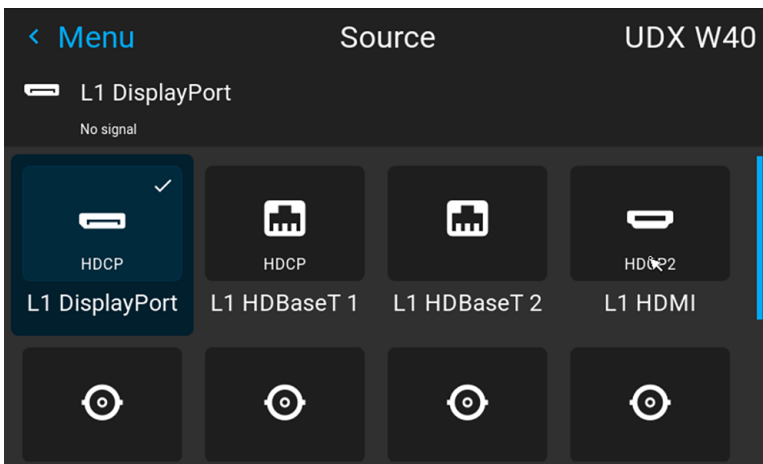 Menu Source UDX W40
L1 DisplayPort
No signal
HDCP HDCP HDCP2
L1 DisplayPort L1 HDBaseT 1 L1 HDBaseT 2 L1 HDMI